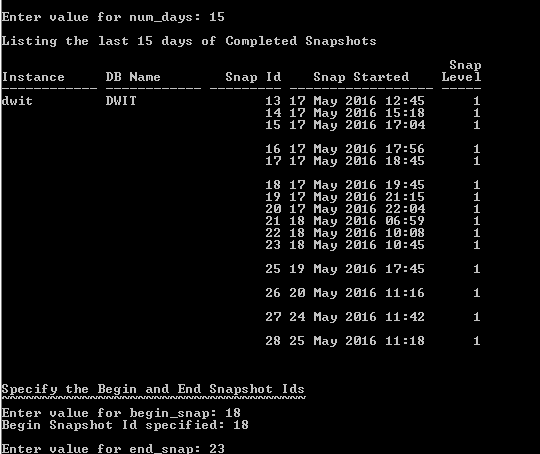 Enter value for num_days: 15
Listing the last 15 days of Completed Snapshots
Snap
Instance DB Name Snap Id Snap Started Level
------------ ------------ --------- ----------------- -----
dwit DWIT 13 17 May 2016 12:45 1
14 17 May 2016 15:18 1
15 17 May 2016 17:04 1
16 17 May 2016 17:56 1
17 17 May 2016 18:45 1
18 17 May 2016 19:45 1
19 17 May 2016 21:15 1
20 17 May 2016 22:04 1
21 18 May 2016 06:59 1
22 18 May 2016 10:08 1
23 18 May 2016 10:45 1
25 19 May 2016 17:45 1
26 20 May 2016 11:16 1
27 24 May 2016 11:42 1
28 25 May 2016 11:18 1
Specify the Begin and End Snapshot Ids
~~~~~~~~~~~~~~~~~~~~~~~~~~~~~~~~~~~~~~
Enter value for begin_snap: 18
Begin Snapshot Id specified: 18
Enter value for end_snap: 23